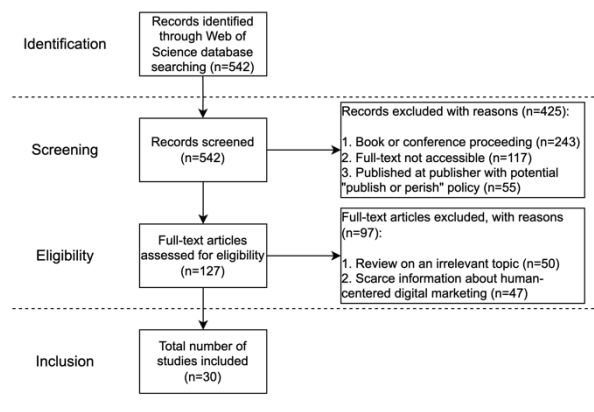 Identification
Records identified
through Web of
Science database
searching (n=542)
Screening
Records screened
(n=542)
Records excluded with reasons (n=425):
1. Book or conference proceeding (n=243)
2. Full-text not accessible (n=117)
3. Published at publisher with potential
"publish or perish" policy (n=55)
Eligibility
Full-text articles
assessed for eligibility
(n=127)
Full-text articles excluded, with reasons
(n=97):
1. Review on an irrelevant topic (n=50)
2. Scarce information about human-
centered digital marketing (n=47)
Inclusion
Total number of
studies included
(n=30)